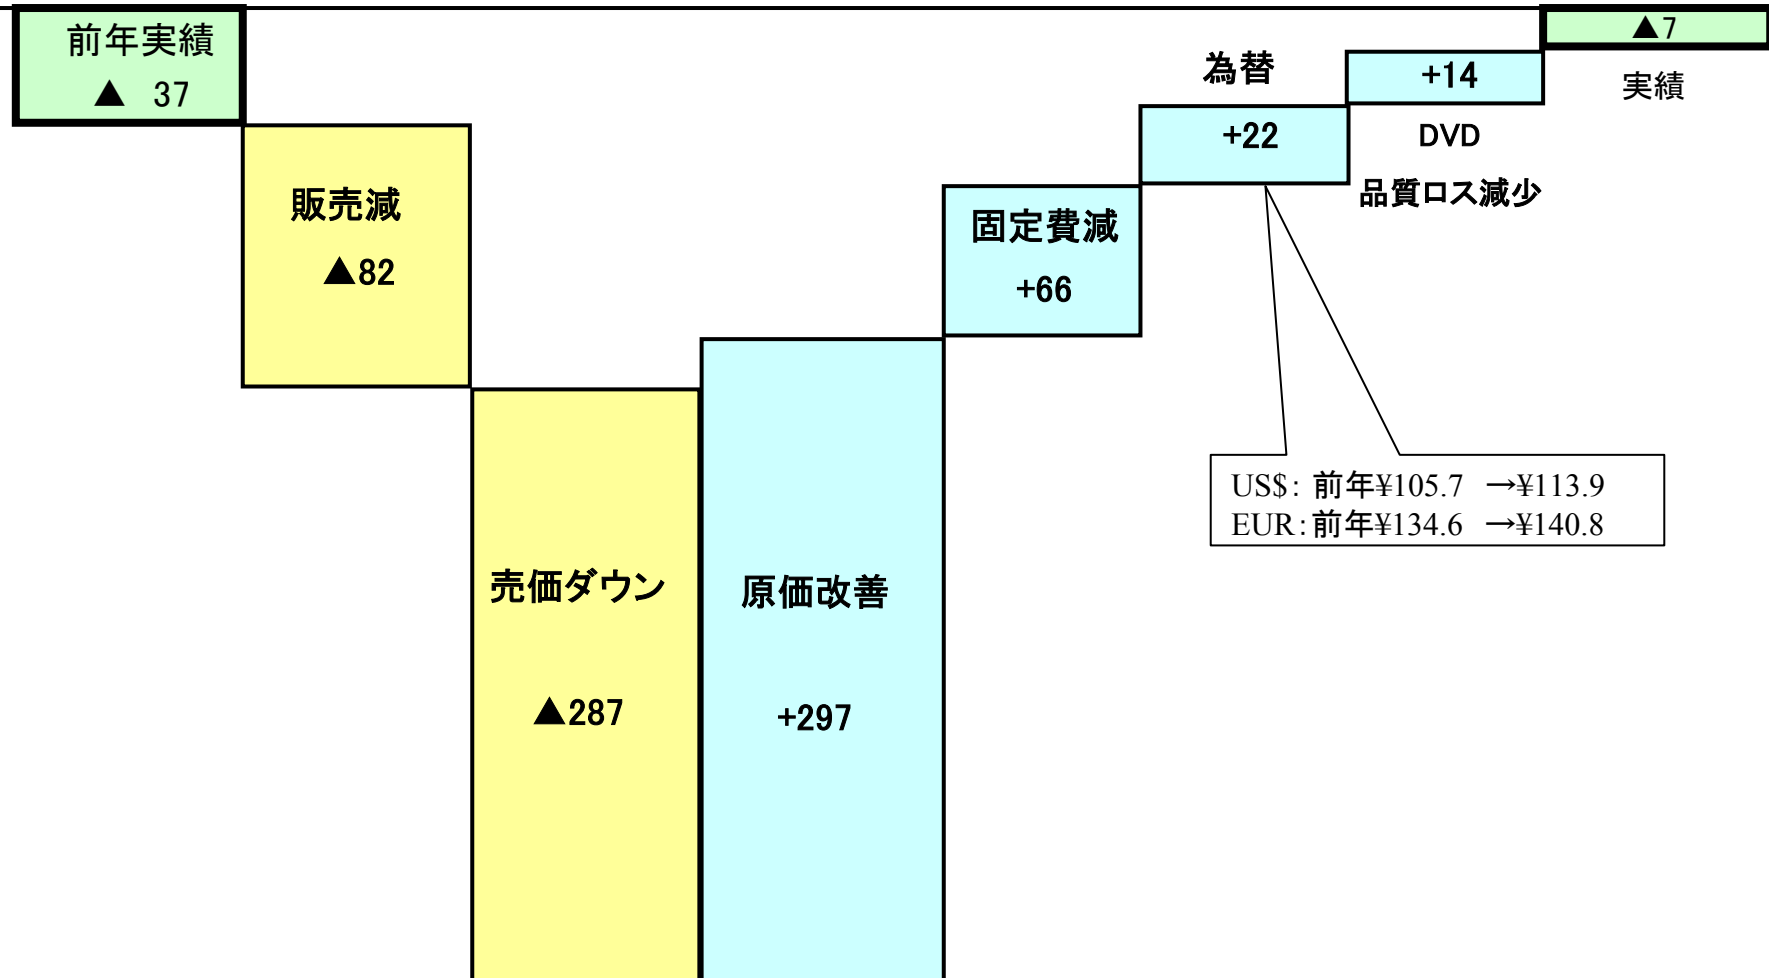 前年実績
▲ 37
販売減
▲82
売価ダウン
▲287
原価改善
+297
固定費減
+66
為替
+22
US$: 前年¥105.7 →¥113.9
EUR:前年¥134.6 →¥140.8
+14
DVD
品質ロス減少
▲7
実績